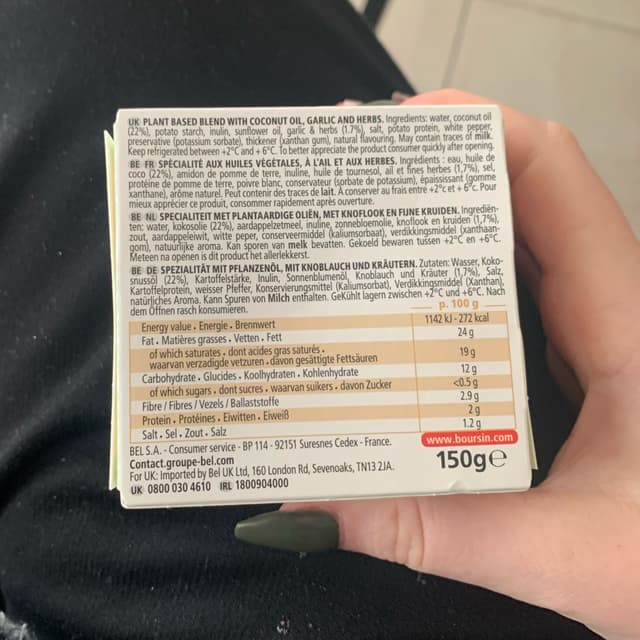 UK PLANT BASED BLEND WITH COCONUT OIL, GARLIC AND HERBS. Ingredients: water, coconut oil
(22%), potato starch, inulin, sunflower oil, garlic & herbs (1.7%), salt, potato protein, white pepper,
preservative (potassium sorbate), thickener (xanthan gum), natural flavouring. May contain traces of milk.
Keep refrigerated between +2°C and + 6°C. To better appreciate the product consumer quickly after opening.
BE FR SPÉCIALITÉ AUX HUILES VÉGÉTALES, À L'AIL ET AUX HERBES. Ingrédients : eau, huile de
coco (22%), amidon de pomme de terre, inuline, huile de tournesol, ail et fines herbes (1.7%), sel,
protéine de pomme de terre, poivre blanc, conservateur (sorbate de potassium), épaississant (gomme
xanthane), arôme naturel. Peut contenir des traces de lait. A conserver au frais entre +2°c et + 6°c. Pour
mieux apprécier ce produit, consommer rapidement après ouverture.
BE NL SPECIALITEIT MET PLANTAARDIGE OLIËN, MET KNOFLOOK EN FIJNE KRUIDEN. Ingrediën-
ten: water, kokosolie (22%), aardappelzetmeel, inuline, zonnebloemolie, knoflook en kruiden (1,7%),
zout, aardappeleiwit, witte peper, conserveermiddel (kaliumsorbaat), verdikkingsmiddel (xanthaan-
gom), natuurlijke aroma. Kan sporen van melk bevatten. Gekoeld bewaren tussen +2°C en +6°C.
Meteen na openen is dit product het allerlekkerst.
BE DE SPEZIALITÄT MIT PFLANZENÖL, MIT KNOBLAUCH UND KRÄUTERN. Zutaten: Wasser, Koko-
snussöl (22%), Kartoffelstärke, Inulin, Sonnenblumenöl, Knoblauch und Kräuter (1,7%), Salz,
Kartoffelprotein, weisser Pfeffer, Konservierungsmittel (Kaliumsorbat), Verdickungsmiddel (Xanthan),
natürliches Aroma. Kann Spuren von Milch enthalten. Gekühlt lagern zwischen +2°C und +6°C. Nach
dem Öffnen rasch konsumieren.
p. 100 g
Energy value • Energie • Brennwert 1142 kJ - 272 kcal
Fat • Matières grasses • Vetten • Fett 24 g
of which saturates • dont acides gras saturés •
waarvan verzadigde vetzuren • davon gesättigte Fettsäuren 19 g
Carbohydrate • Glucides • Koolhydraten • Kohlenhydrate 12 g
of which sugars • dont sucres • waarvan suikers • davon Zucker <0.5 g
Fibre / Fibres / Vezels / Ballaststoffe 2.9 g
Protein • Protéines • Eiwitten • Eiweiß 2 g
Salt • Sel • Zout • Salz 1.2 g
BEL S.A. - Consumer service - BP 114 - 92151 Suresnes Cedex - France.
Contact.groupe-bel.com
For UK: Imported by Bel UK Ltd, 160 London Rd, Sevenoaks, TN13 2JA.
UK 0800 030 4610 IRL 1800904000
www.boursin.com
150g e